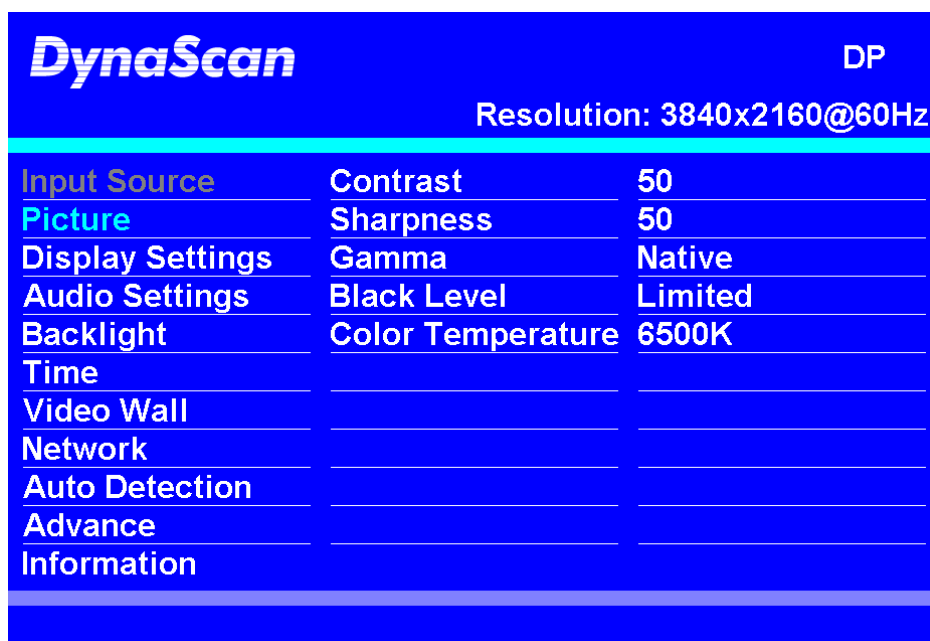 DynaScan
DP
Resolution: 3840x2160@60Hz
Input Source Contrast 50
Picture Sharpness 50
Display Settings Gamma Native
Audio Settings Black Level Limited
Backlight Color Temperature 6500K
Time
Video Wall
Network
Auto Detection
Advance
Information